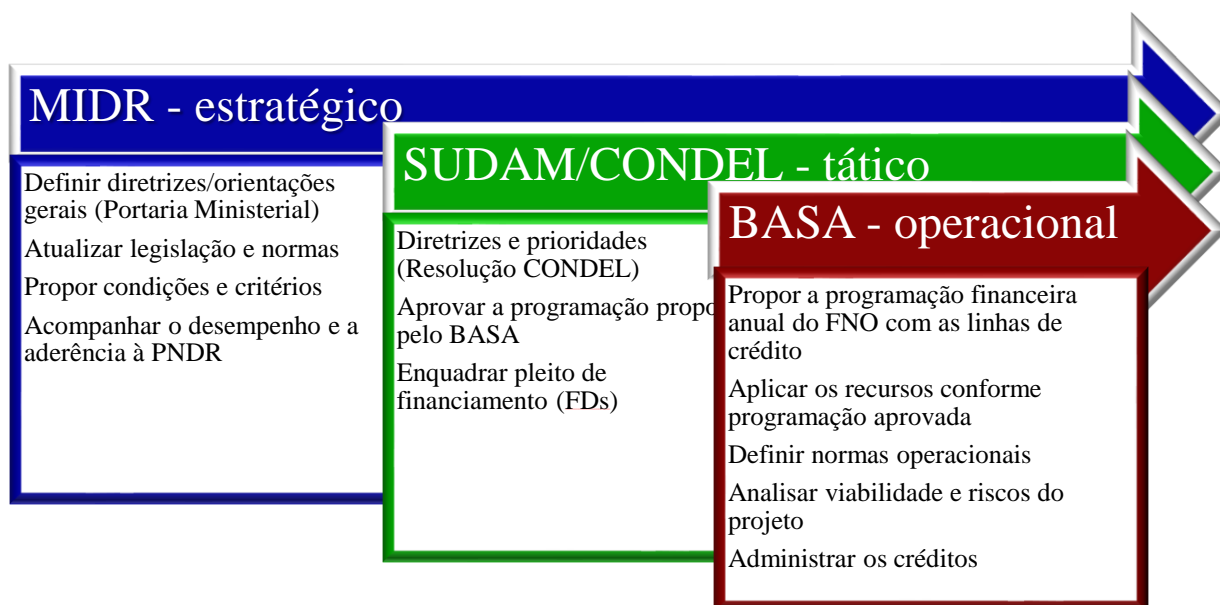 MIDR - estratégico
Definir diretrizes/orientações
gerais (Portaria Ministerial)
Atualizar legislação e normas
Propor condições e critérios
Acompanhar o desempenho e a
aderência à PNDR
SUDAM/CONDEL - tático
Diretrizes e prioridades
(Resolução CONDEL)
Aprovar a programação
pelo BASA
Enquadrar pleito de
financiamento (FDs)
BASA - operacional
Propor a programação financeira
anual do FNO com as linhas de
crédito
Aplicar os recursos conforme
programação aprovada
Definir normas operacionais
Analisar viabilidade e riscos do
projeto
Administrar os créditos